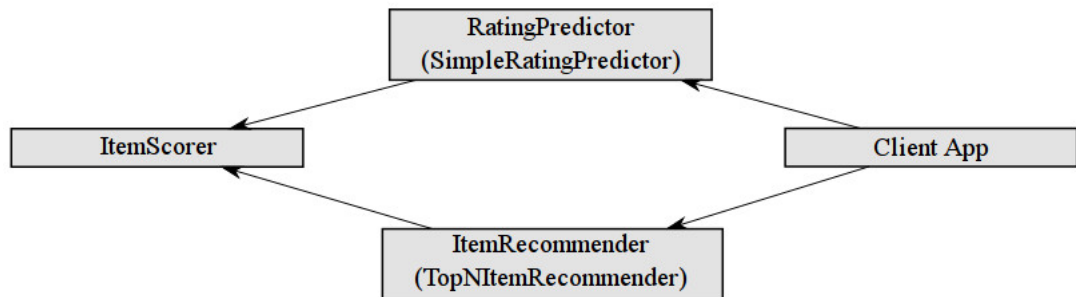 RatingPredictor
(SimpleRatingPredictor)
ItemScorer
Client App
ItemRecommender
(TopNItemRecommender)